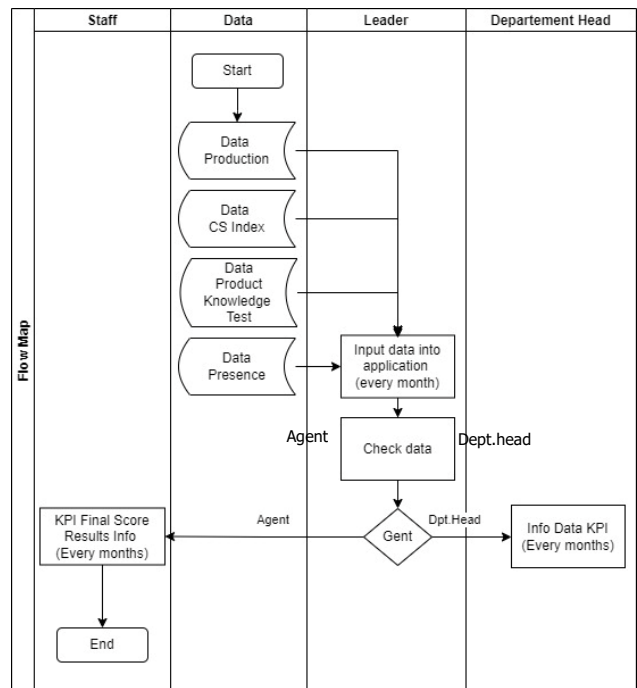 Staff
Data
Leader
Departement Head
Flow Map
Start
Data
Production
Data
CS Index
Data
Product
Knowledge
Test
Data
Presence
Input data into
application
(every month)
Agent
Check data
Dept.head
KPI Final Score
Results Info
(Every months)
Agent
Gent
Dpt.Head
Info Data KPI
(Every months)
End